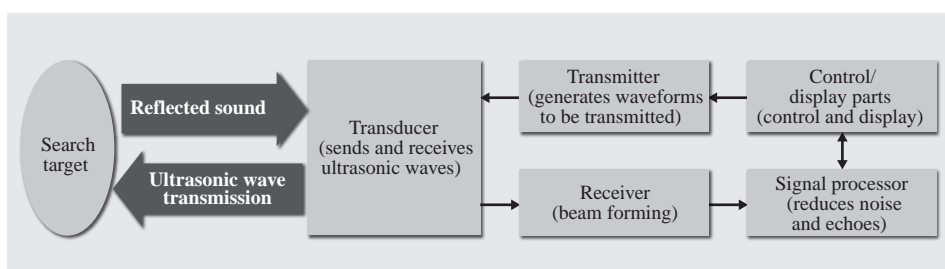 Search
target
Reflected sound
Ultrasonic wave
transmission
Transducer
(sends and receives
ultrasonic waves)
Transmitter
(generates waveforms
to be transmitted)
Control/
display parts
(control and display)
Receiver
(beam forming)
Signal processor
(reduces noise
and echoes)